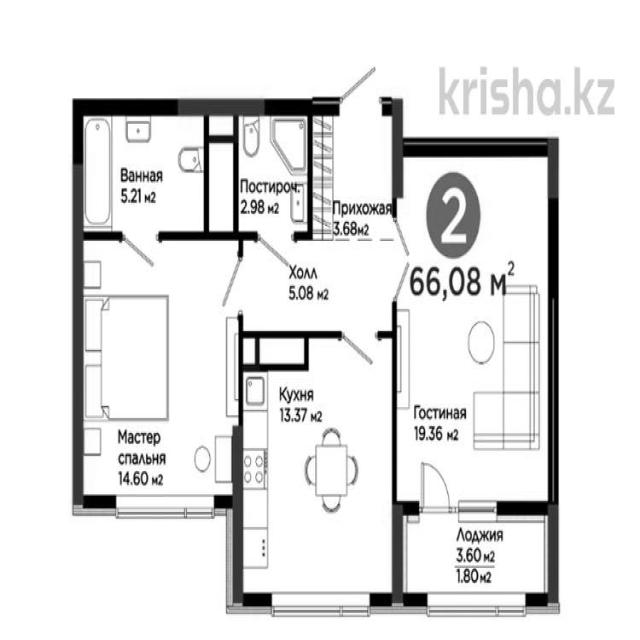 krisha.kz
Ванная
5.21 м2
Постироч.
2.98 м2
Прихожая
3.68м2
2
66,08 м2
Холл
5.08 м2
Кухня
13.37 м2
Гостиная
19.36 м2
Мастер
спальня
14.60 м2
Лоджия
3.60 м2
1.80 м2